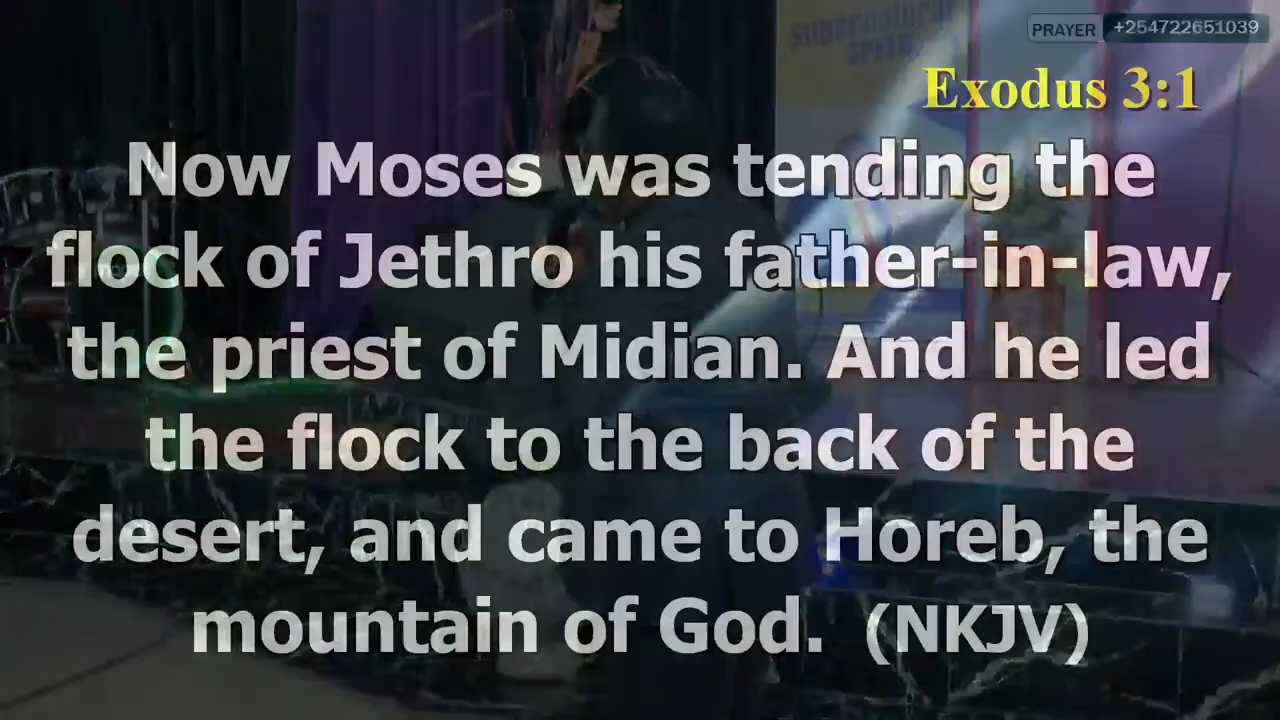 PRAYER +254722651039
supernatural
Exodus 3:1
Now Moses was tending the
flock of Jethro his father-in-law,
the priest of Midian. And he led
the flock to the back of the
desert, and came to Horeb, the
mountain of God. (NKJV)